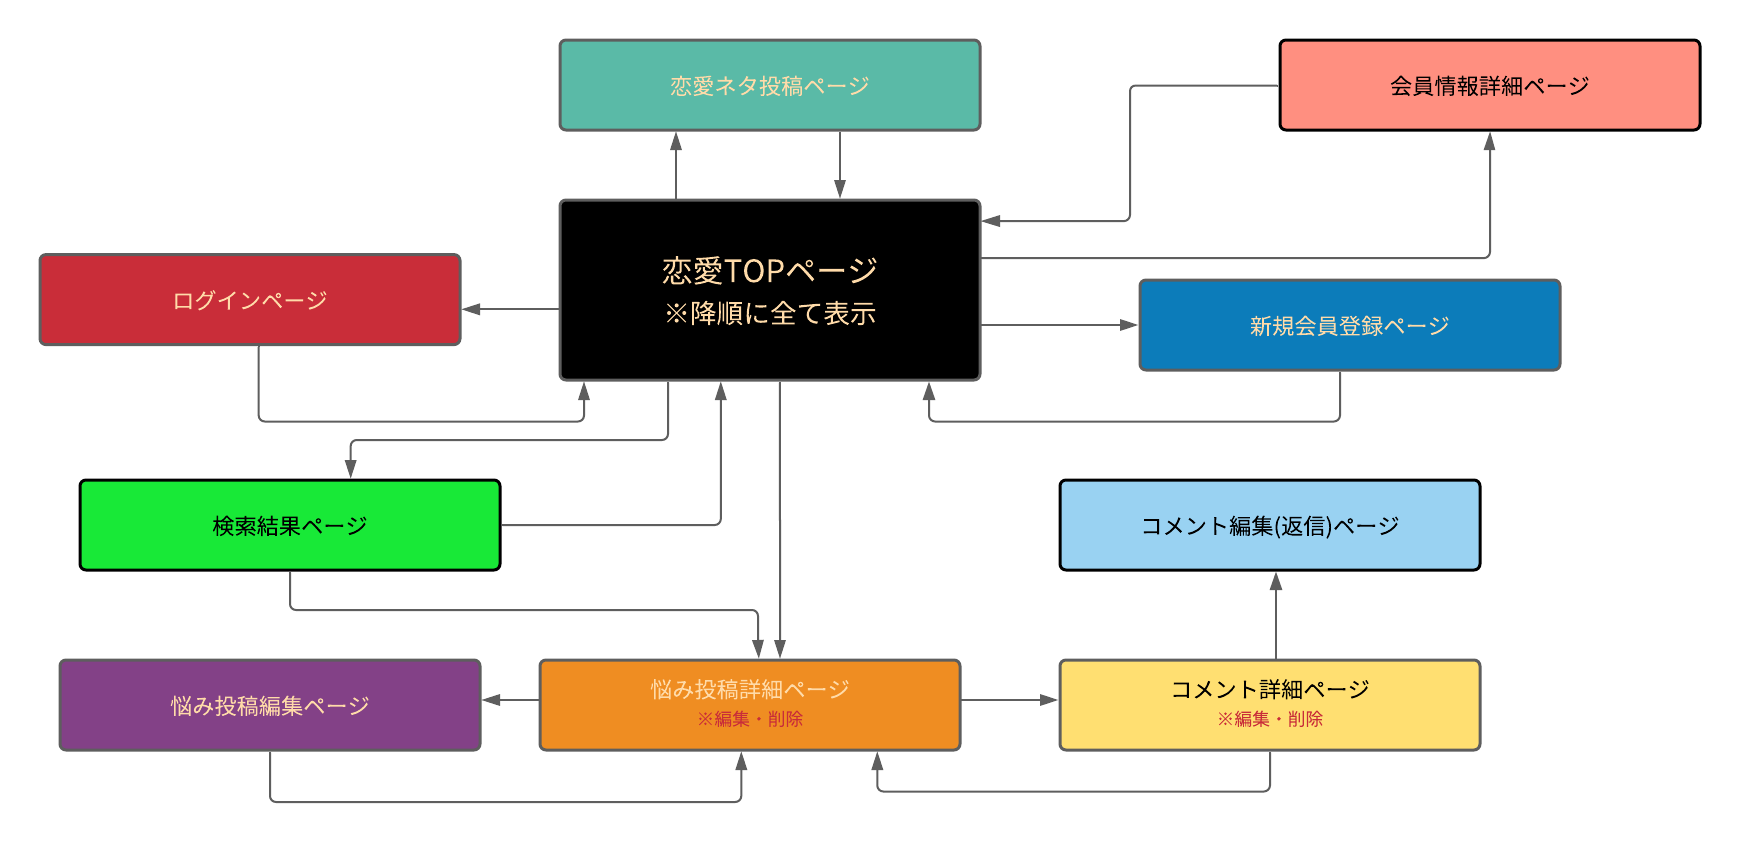 恋愛ネタ投稿ページ
会員情報詳細ページ
恋愛TOPページ
※降順に全て表示
ログインページ
新規会員登録ページ
検索結果ページ
コメント編集(返信)ページ
悩み投稿編集ページ
悩み投稿詳細ページ
※編集・削除
コメント詳細ページ
※編集・削除